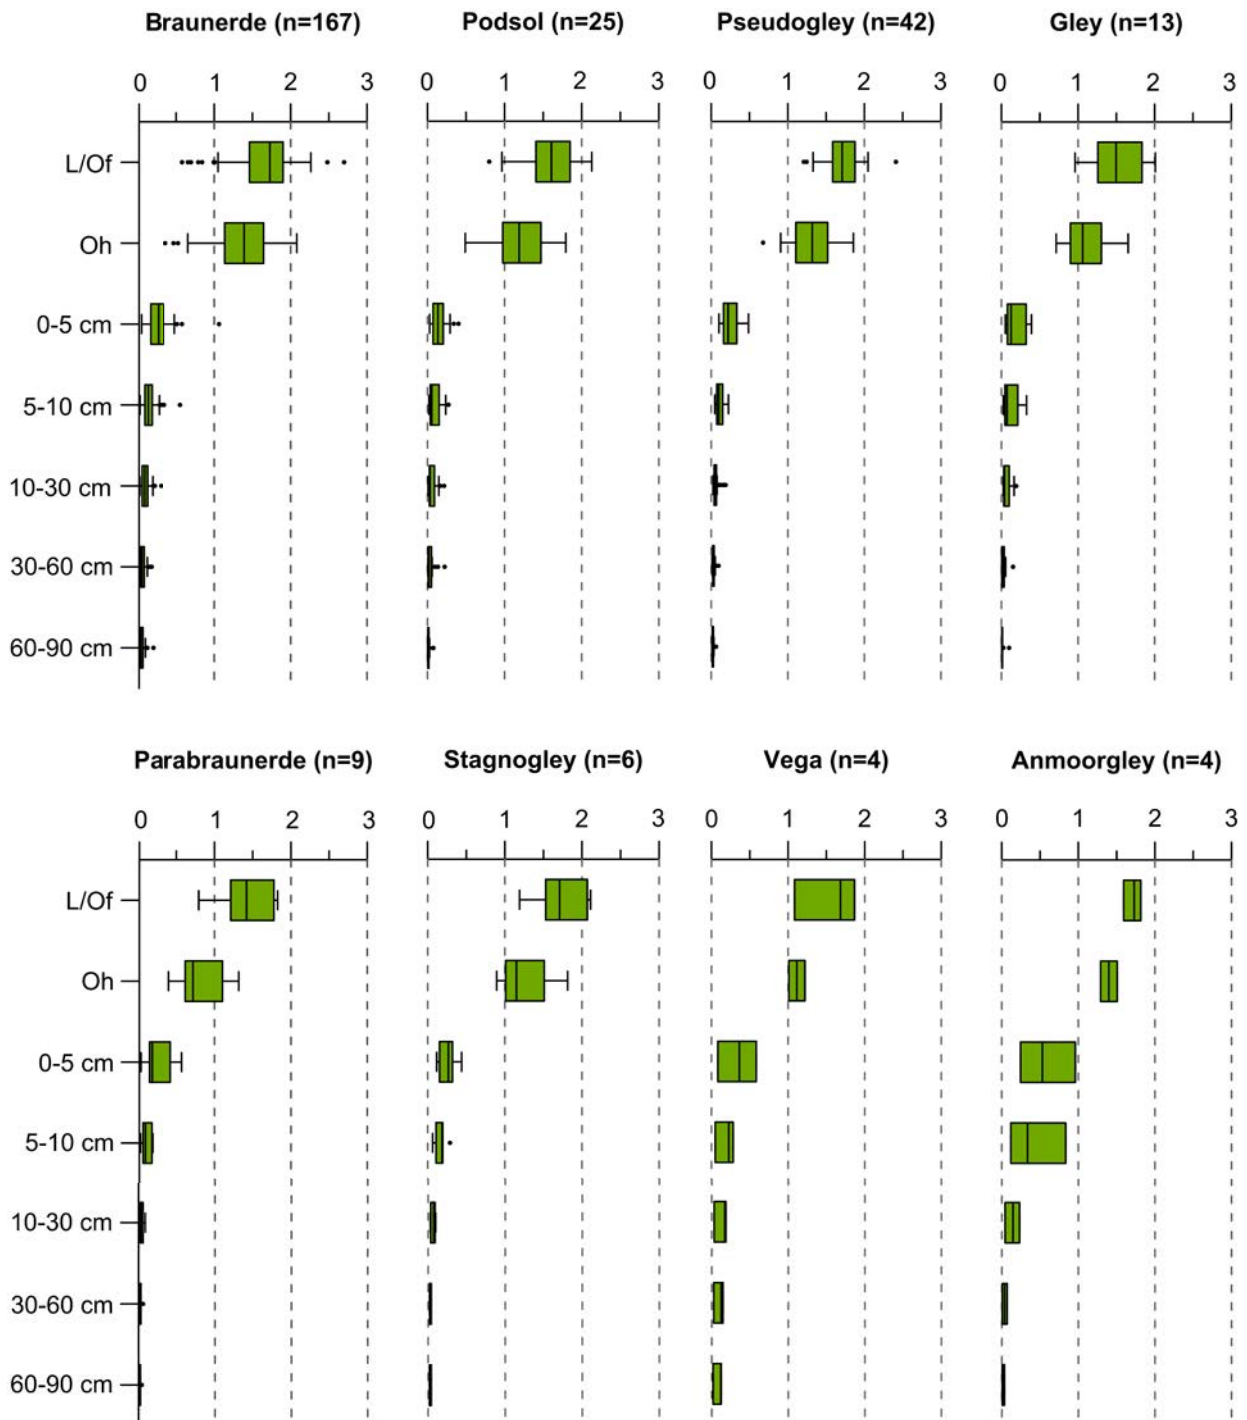 Braunerde (n=167) Podsol (n=25) Pseudogley (n=42) Gley (n=13)
0 1 2 3 0 1 2 3 0 1 2 3 0 1 2 3
L/Of
Oh
0-5 cm
5-10 cm
10-30 cm
30-60 cm
60-90 cm
Parabraunerde (n=9) Stagnogley (n=6) Vega (n=4) Anmoorgley (n=4)
0 1 2 3 0 1 2 3 0 1 2 3 0 1 2 3
L/Of
Oh
0-5 cm
5-10 cm
10-30 cm
30-60 cm
60-90 cm